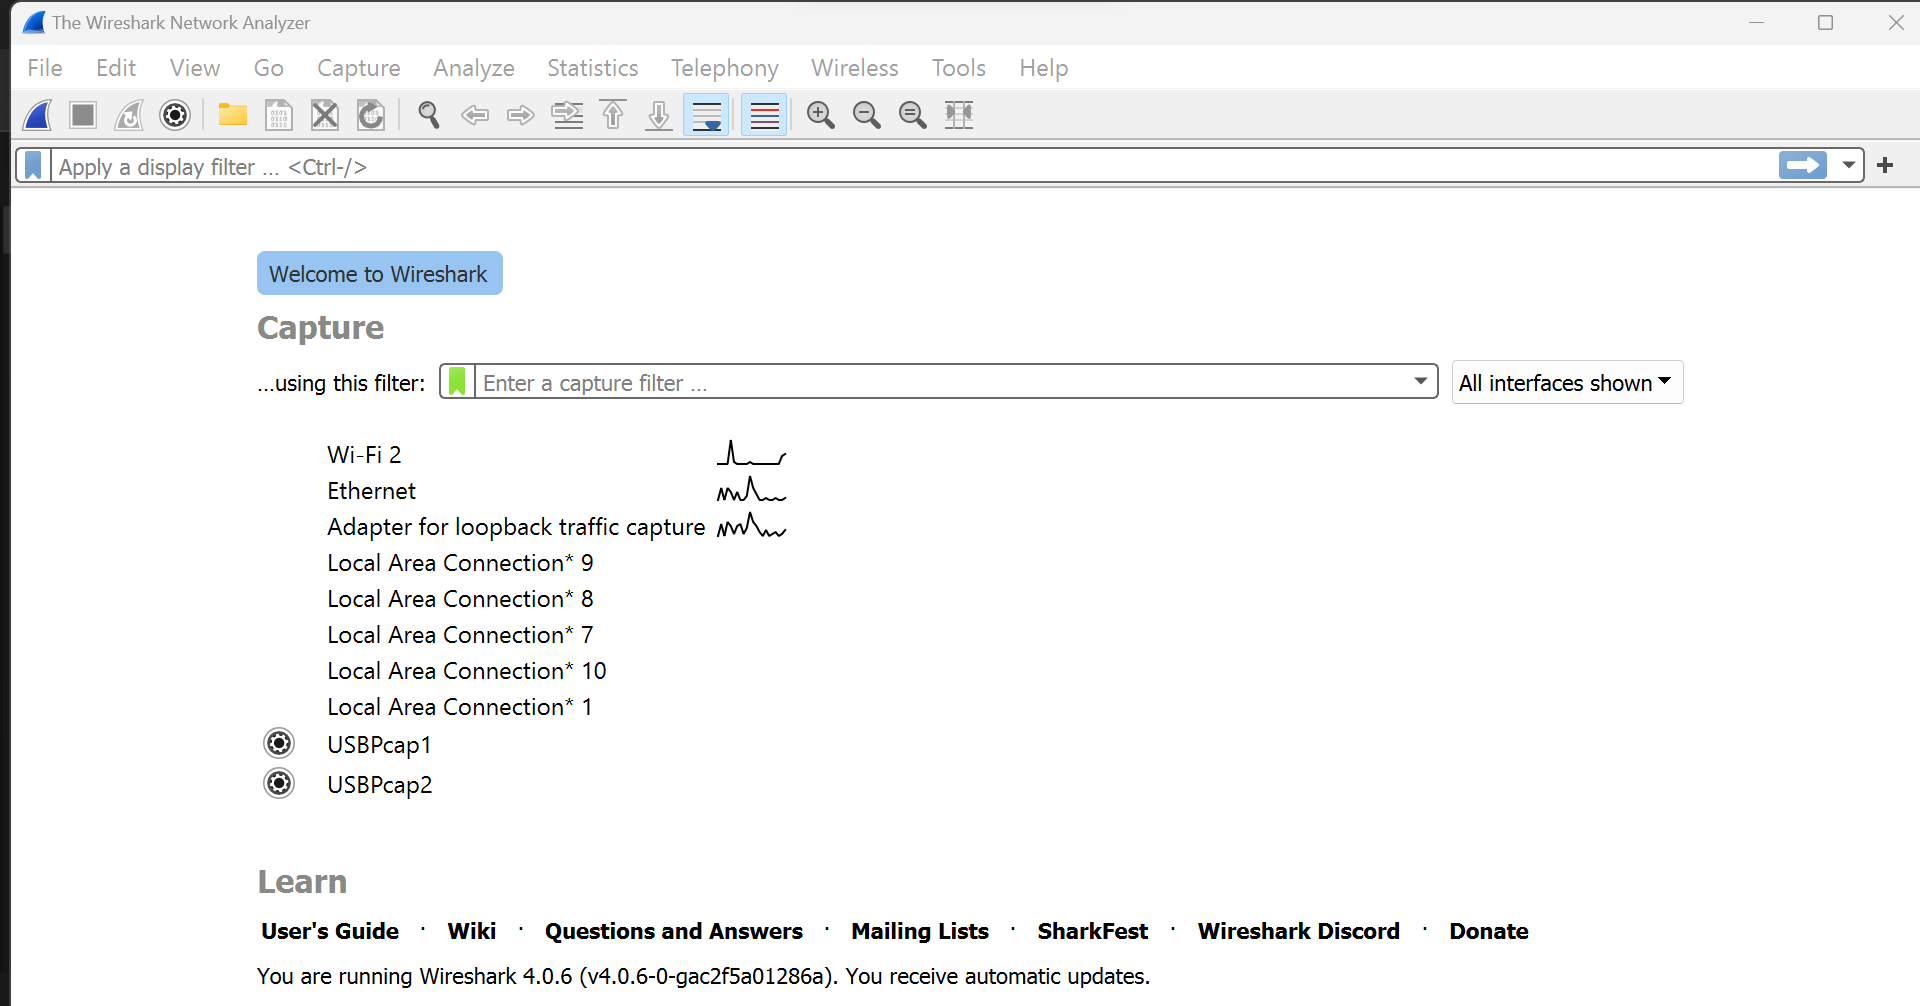 The Wireshark Network Analyzer
File Edit View Go Capture Analyze Statistics Telephony Wireless Tools Help
Apply a display filter ... <Ctrl-/>
Welcome to Wireshark
Capture
...using this filter: Enter a capture filter ... All interfaces shown
Wi-Fi 2
Ethernet
Adapter for loopback traffic capture
Local Area Connection* 9
Local Area Connection* 8
Local Area Connection* 7
Local Area Connection* 10
Local Area Connection* 1
USBPcap1
USBPcap2
Learn
User's Guide · Wiki · Questions and Answers · Mailing Lists · SharkFest · Wireshark Discord · Donate
You are running Wireshark 4.0.6 (v4.0.6-0-gac2f5a01286a). You receive automatic updates.